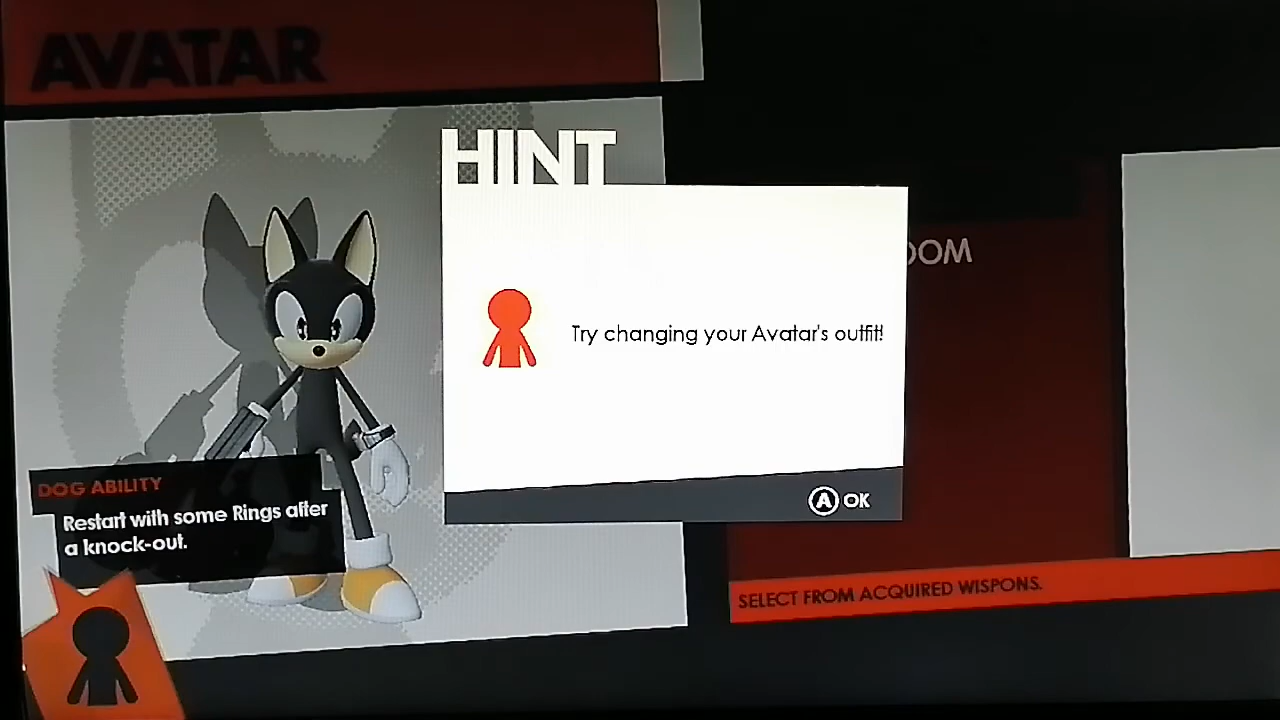 AVATAR
HINT
Try changing your Avatar's outfit!
A OK
DOG ABILITY
Restart with some Rings after
a knock-out.
SELECT FROM ACQUIRED WISPONS.